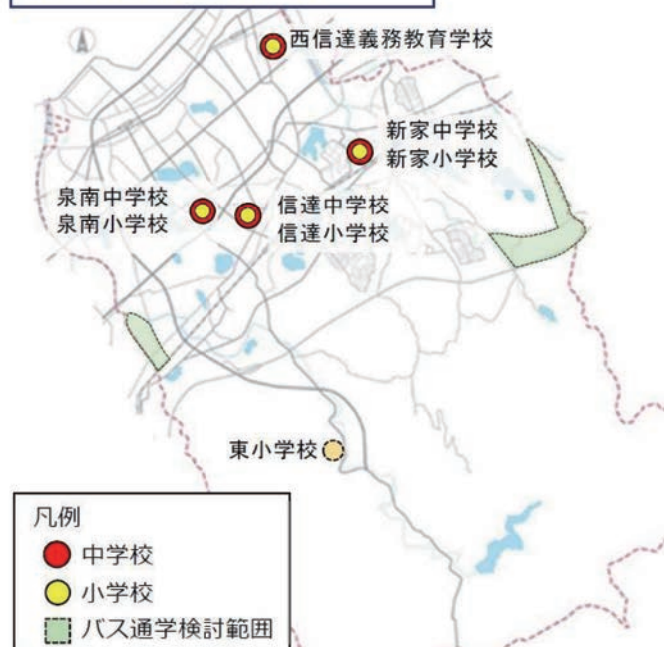 西信達義務教育学校
新家中学校
新家小学校
泉南中学校
泉南小学校
信達中学校
信達小学校
東小学校
凡例
中学校
小学校
バス通学検討範囲